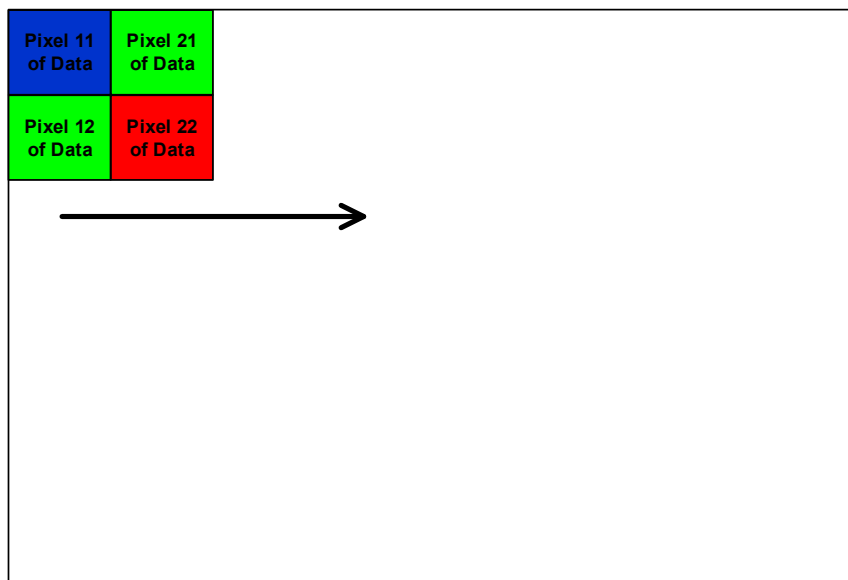 Pixel 11
of Data
Pixel 21
of Data
Pixel 12
of Data
Pixel 22
of Data